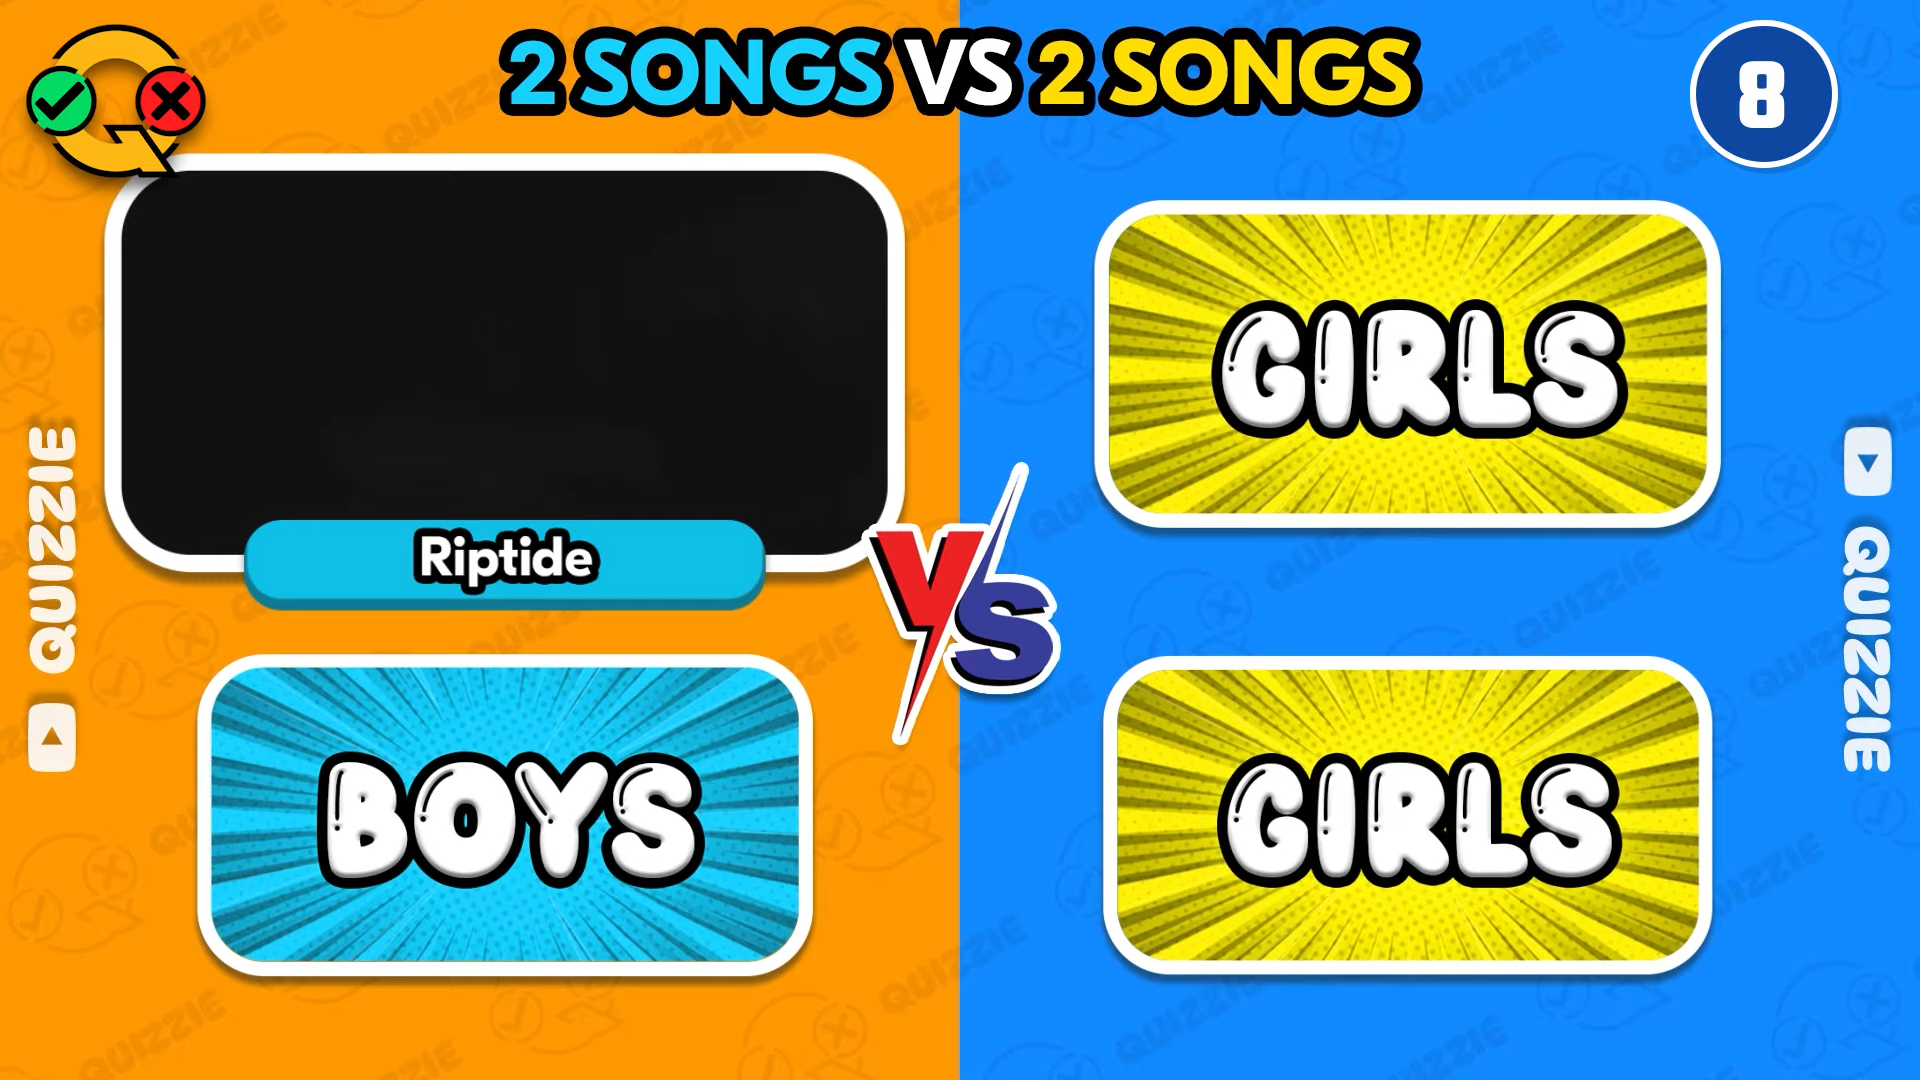 2 SONGS VS 2 SONGS
8
Riptide
GIRLS
VS
BOYS
GIRLS
QUIZZIE
QUIZZIE